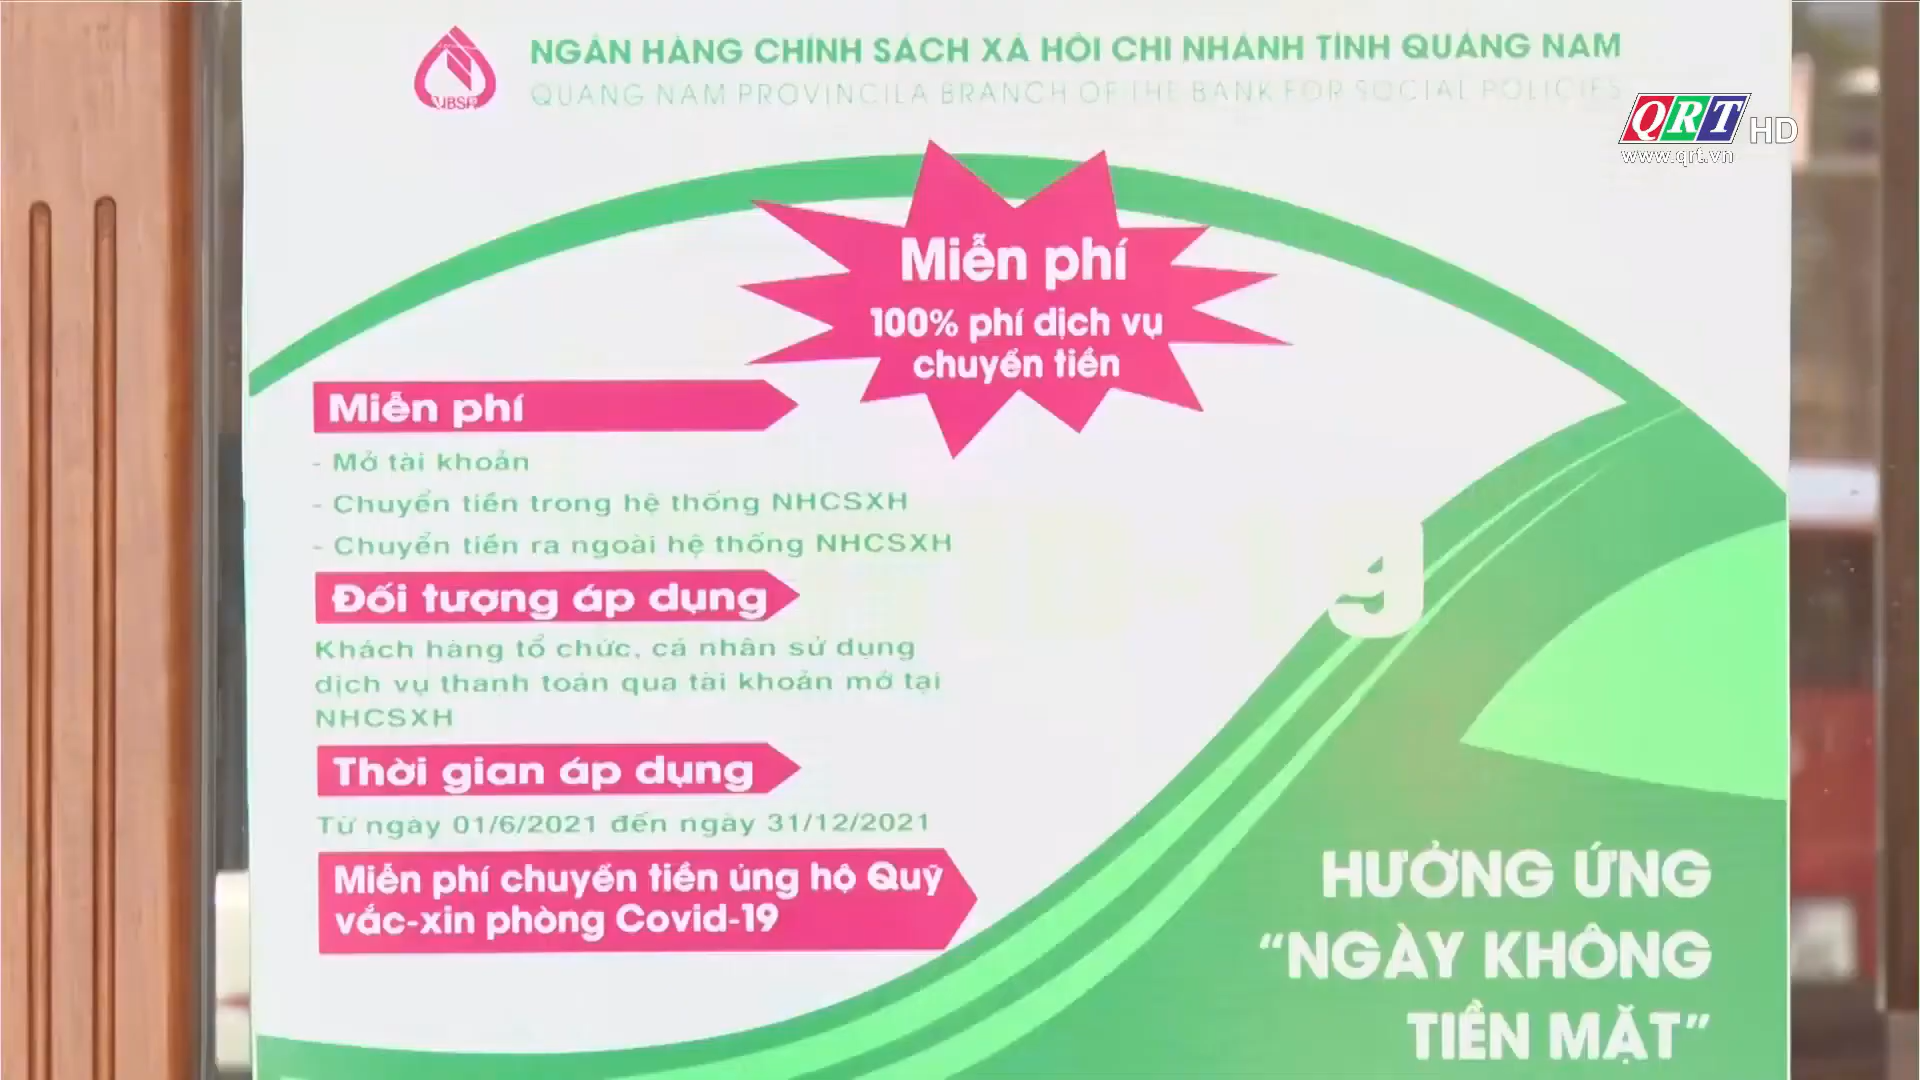 NGÂN HÀNG CHÍNH SÁCH XÃ HỘI CHI NHÁNH TỈNH QUẢNG NAM
QUANG NAM PROVINCILA BRANCH OF THE BANK FOR SOCIAL POLICIES
VBSP
QRT HD
www.qrt.vn
Miễn phí
100% phí dịch vụ
chuyển tiền
Miễn phí
- Mở tài khoản
- Chuyển tiền trong hệ thống NHCSXH
- Chuyển tiền ra ngoài hệ thống NHCSXH
Đối tượng áp dụng
Khách hàng tổ chức, cá nhân sử dụng
dịch vụ thanh toán qua tài khoản mở tại
NHCSXH
Thời gian áp dụng
Từ ngày 01/6/2021 đến ngày 31/12/2021
Miễn phí chuyển tiền ủng hộ Quỹ
vắc-xin phòng Covid-19
HƯỞNG ỨNG
“NGÀY KHÔNG
TIỀN MẶT”